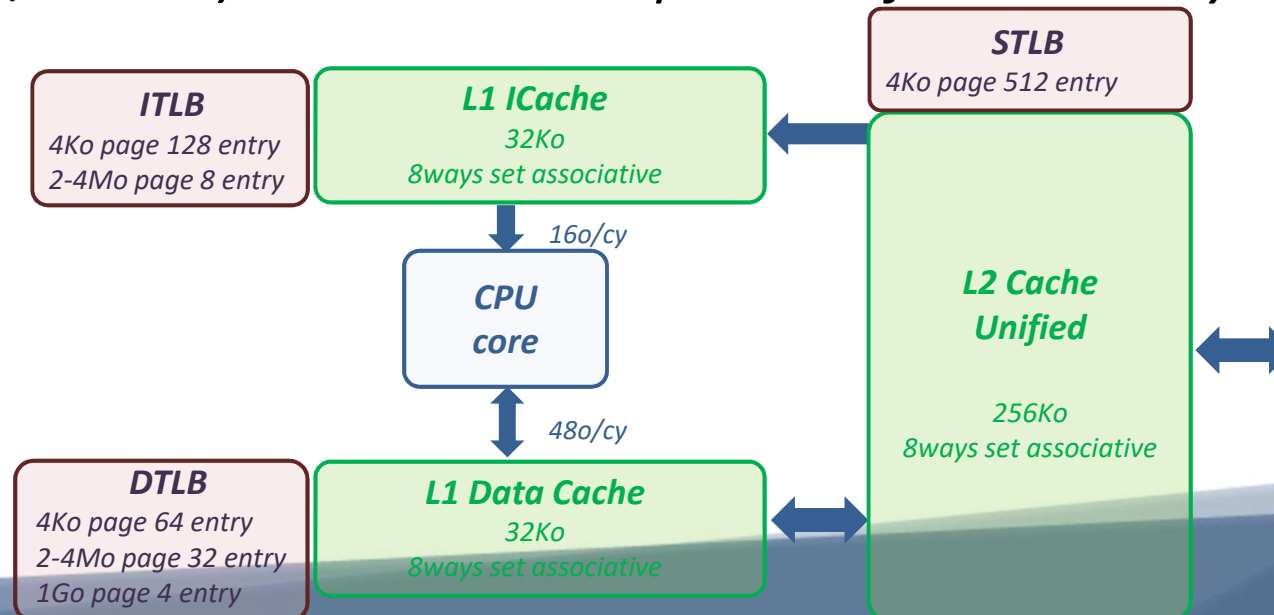 STLB
4Ko page 512 entry
ITLB
4Ko page 128 entry
2-4Mo page 8 entry
L1 ICache
32Ko
8ways set associative
16o/cy
CPU
core
L2 Cache
Unified
256Ko
8ways set associative
48o/cy
DTLB
4Ko page 64 entry
2-4Mo page 32 entry
1Go page 4 entry
L1 Data Cache
32Ko
8ways set associative